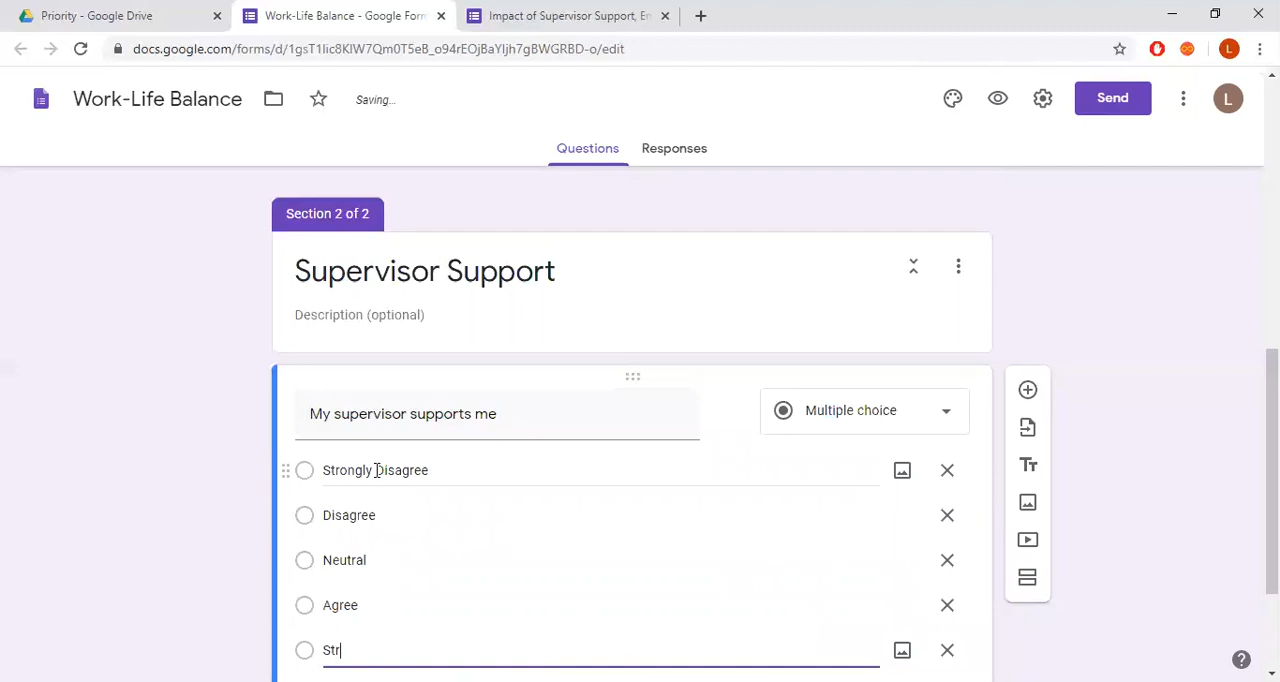 Priority - Google Drive
Work-Life Balance - Google Form
Impact of Supervisor Support, En
docs.google.com/forms/d/1gsT1lic8KlW7Qm0T5eB_o94rEOjBaYljh7gBWGRBD-o/edit
L
Work-Life Balance
Saving...
Send
L
Questions
Responses
Section 2 of 2
Supervisor Support
Description (optional)
My supervisor supports me
Multiple choice
Strongly Disagree
Disagree
Neutral
Agree
Str